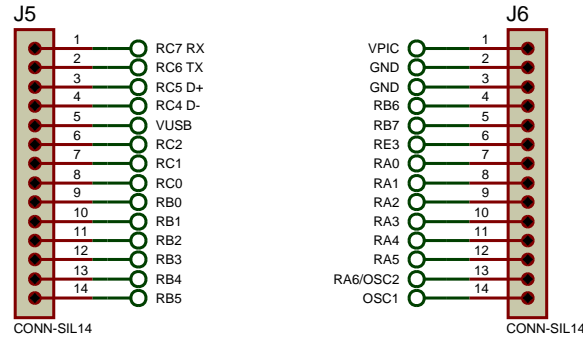 J5
1 RC7 RX
2 RC6 TX
3 RC5 D+
4 RC4 D-
5 VUSB
6 RC2
7 RC1
8 RC0
9 RB0
10 RB1
11 RB2
12 RB3
13 RB4
14 RB5
CONN-SIL14
J6
VPIC 1
GND 2
GND 3
RB6 4
RB7 5
RE3 6
RA0 7
RA1 8
RA2 9
RA3 10
RA4 11
RA5 12
RA6/OSC2 13
OSC1 14
CONN-SIL14